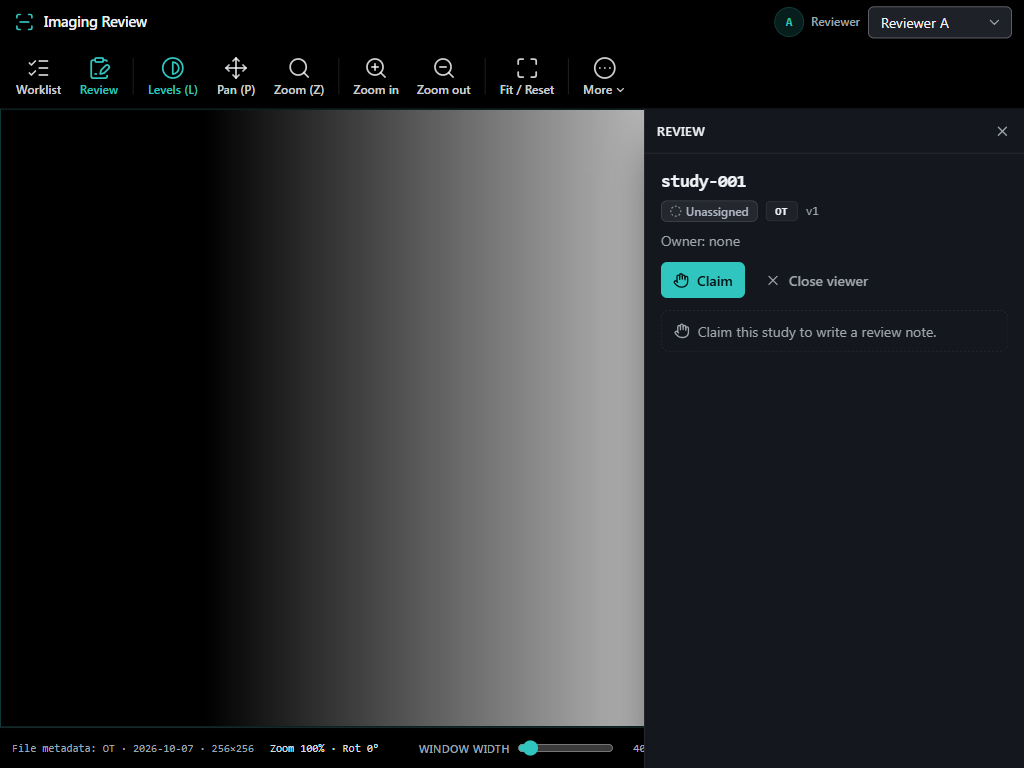 Imaging Review
A Reviewer Reviewer A
Worklist Review Levels (L) Pan (P) Zoom (Z) Zoom in Zoom out Fit / Reset More
REVIEW
study-001
Unassigned OT v1
Owner: none
Claim Close viewer
Claim this study to write a review note.
File metadata: OT · 2026-10-07 · 256×256 Zoom 100% · Rot 0° WINDOW WIDTH 40